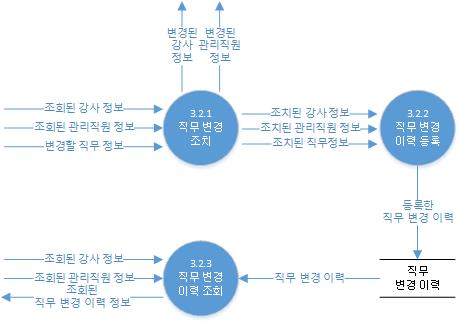 변경된
강사
정보
변경된
관리직원
정보
조회된 강사 정보
조회된 관리직원 정보
변경할 직무 정보
3.2.1
직무 변경
조치
조치된 강사 정보
조치된 관리직원 정보
조치된 직무정보
3.2.2
직무 변경
이력 등록
등록한
직무 변경 이력
조회된 강사 정보
조회된 관리직원 정보
조회된
직무 변경 이력 정보
3.2.3
직무 변경
이력 조회
직무 변경 이력
직무
변경 이력